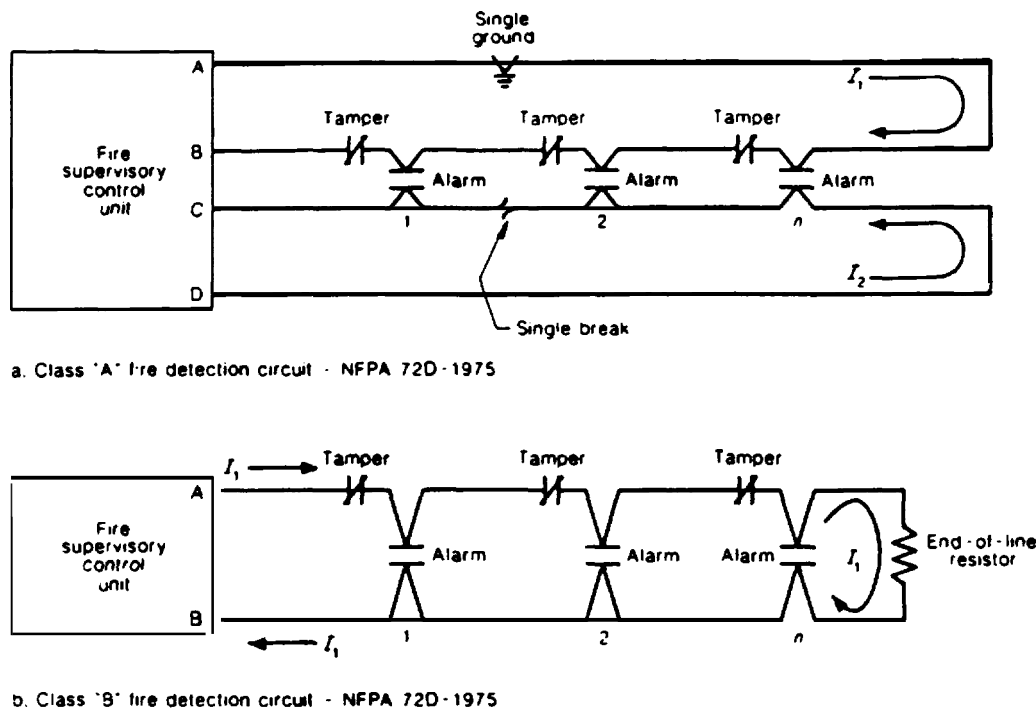 Single
ground
A
I₁
Tamper
Tamper
Tamper
B
Fire
supervisory
control
unit
Alarm
Alarm
Alarm
C
1
2
n
I₂
D
Single break
a. Class "A" fire detection circuit - NFPA 72D-1975
I₁
Tamper
Tamper
Tamper
A
Fire
supervisory
control
unit
Alarm
Alarm
Alarm
I₁
End-of-line
resistor
B
1
2
n
I₁
b. Class "B" fire detection circuit - NFPA 72D-1975